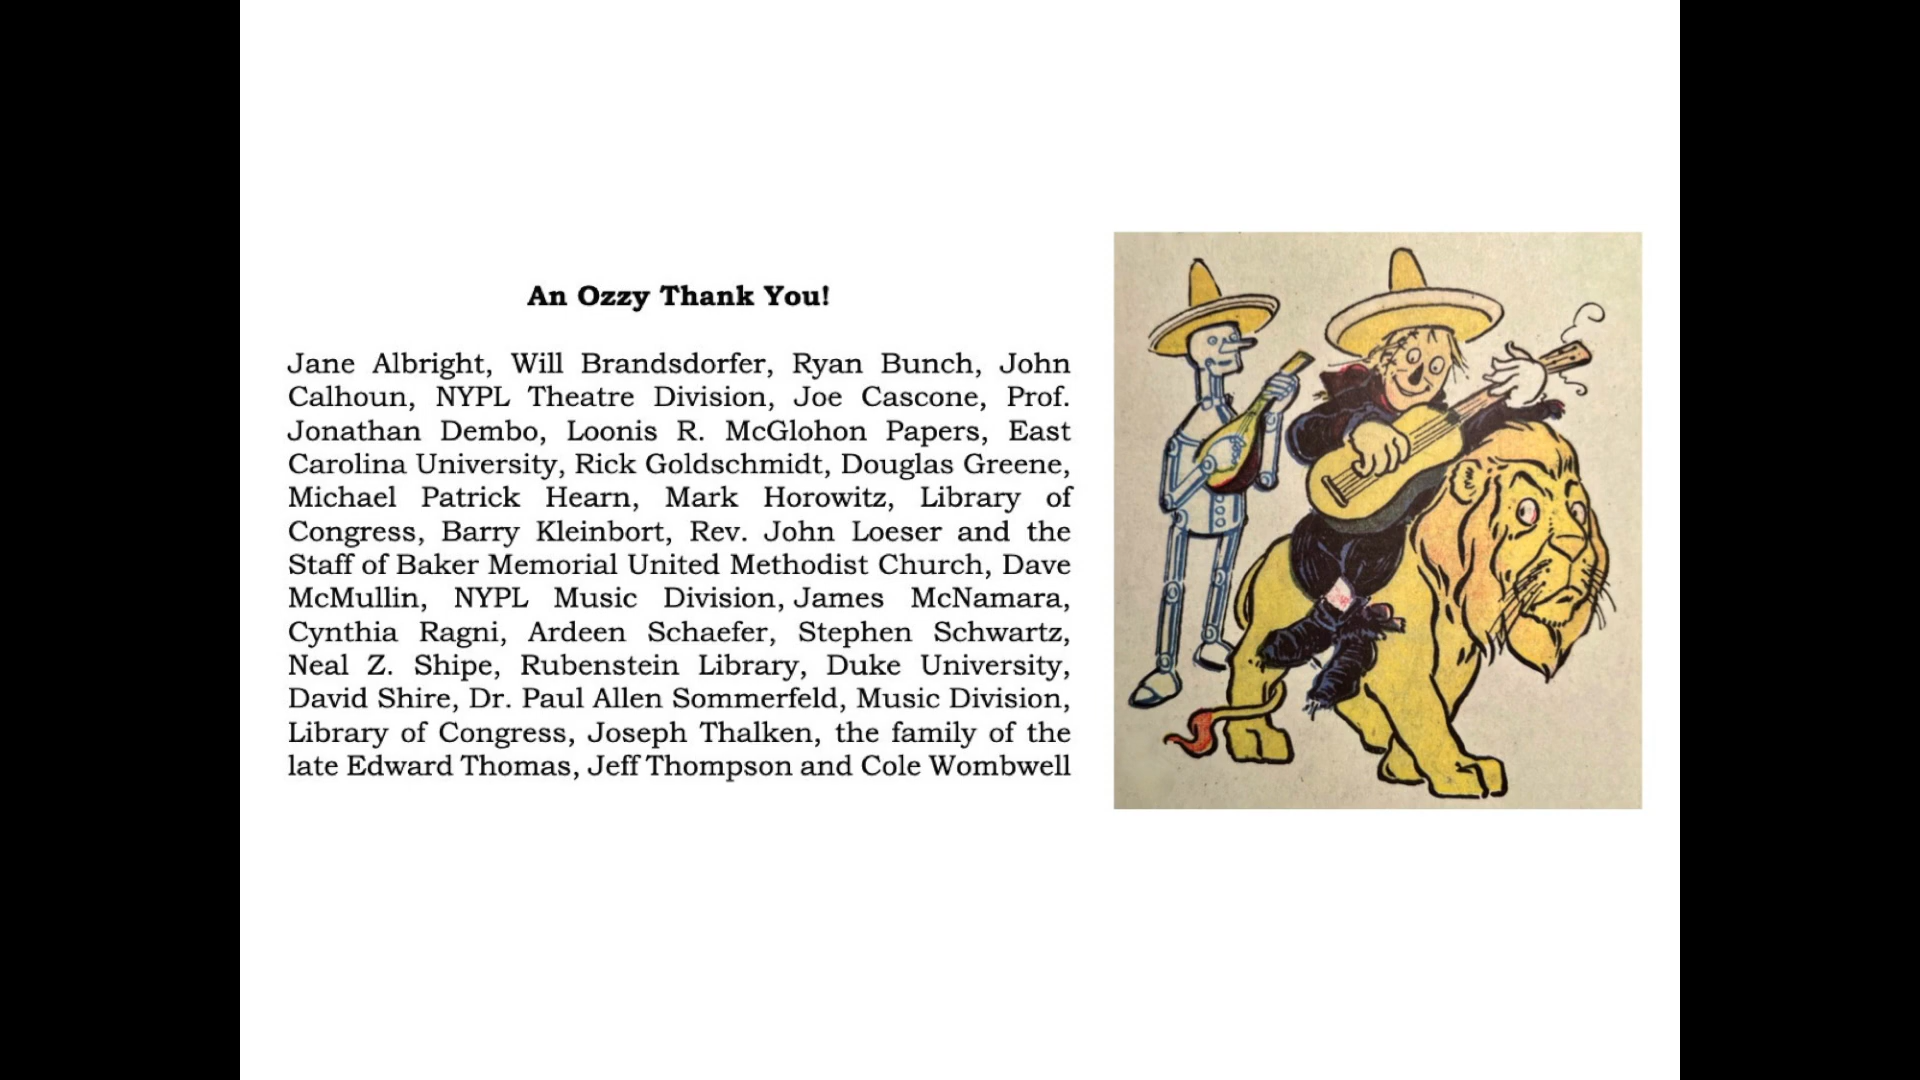 An Ozzy Thank You!
Jane Albright, Will Brandsdorfer, Ryan Bunch, John
Calhoun, NYPL Theatre Division, Joe Cascone, Prof.
Jonathan Dembo, Loonis R. McGlohon Papers, East
Carolina University, Rick Goldschmidt, Douglas Greene,
Michael Patrick Hearn, Mark Horowitz, Library of
Congress, Barry Kleinbort, Rev. John Loeser and the
Staff of Baker Memorial United Methodist Church, Dave
McMullin, NYPL Music Division, James McNamara,
Cynthia Ragni, Ardeen Schaefer, Stephen Schwartz,
Neal Z. Shipe, Rubenstein Library, Duke University,
David Shire, Dr. Paul Allen Sommerfeld, Music Division,
Library of Congress, Joseph Thalken, the family of the
late Edward Thomas, Jeff Thompson and Cole Wombwell